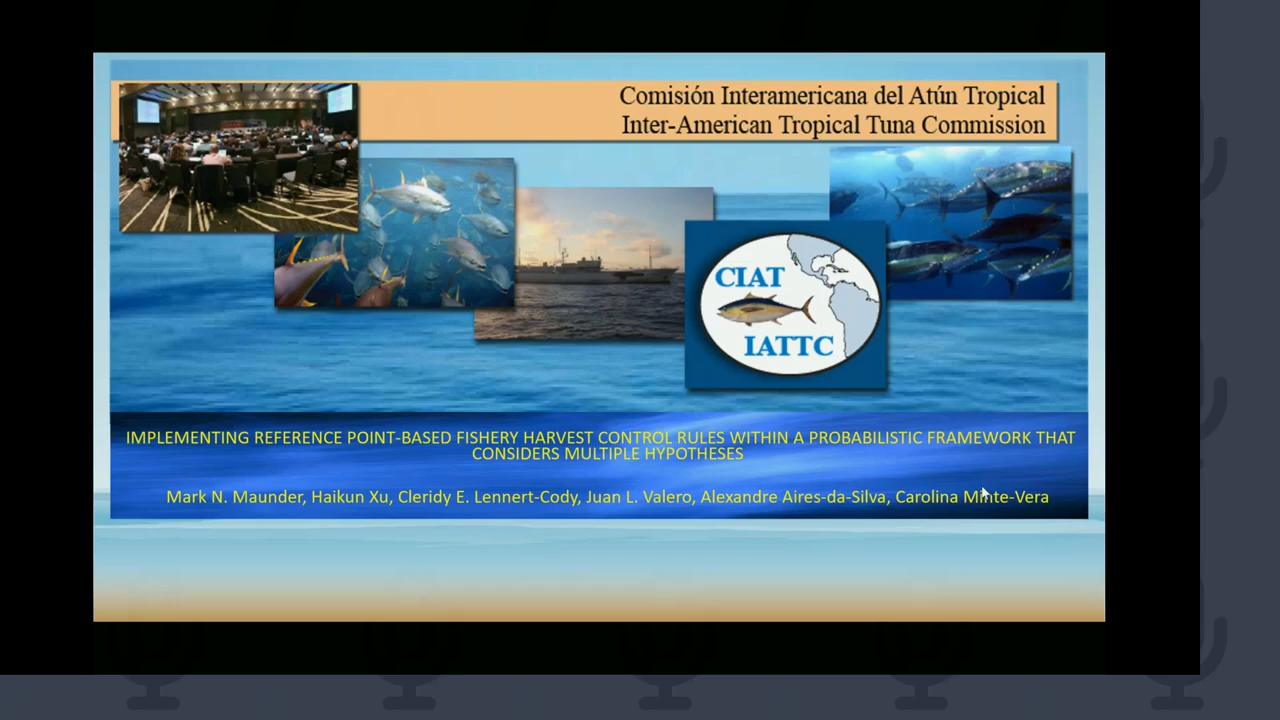 Comisión Interamericana del Atún Tropical
Inter-American Tropical Tuna Commission
CIAT
IATTC
IMPLEMENTING REFERENCE POINT-BASED FISHERY HARVEST CONTROL RULES WITHIN A PROBABILISTIC FRAMEWORK THAT
CONSIDERS MULTIPLE HYPOTHESES
Mark N. Maunder, Haikun Xu, Cleridy E. Lennert-Cody, Juan L. Valero, Alexandre Aires-da-Silva, Carolina Minte-Vera